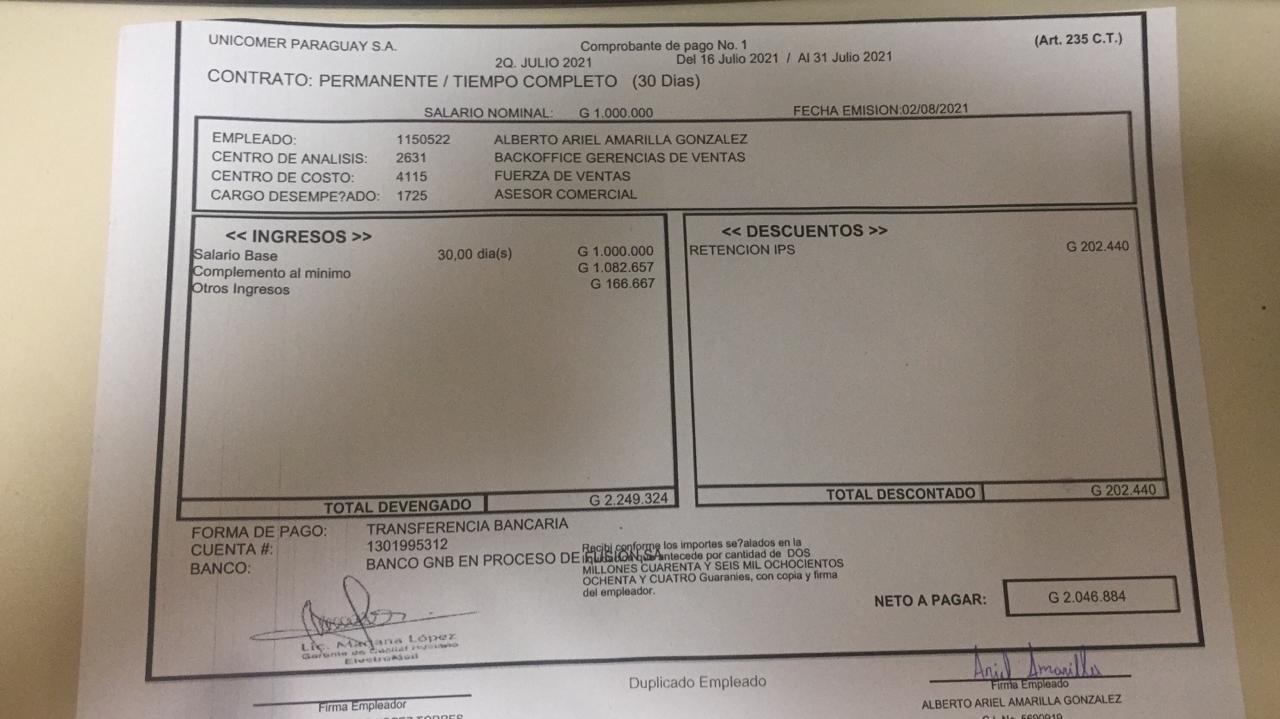 UNICOMER PARAGUAY S.A.
Comprobante de pago No. 1
(Art. 235 C.T.)
2Q. JULIO 2021
Del 16 Julio 2021 / Al 31 Julio 2021
CONTRATO: PERMANENTE / TIEMPO COMPLETO (30 Dias)
SALARIO NOMINAL: G 1.000.000
FECHA EMISION:02/08/2021
EMPLEADO: 1150522 ALBERTO ARIEL AMARILLA GONZALEZ
CENTRO DE ANALISIS: 2631 BACKOFFICE GERENCIAS DE VENTAS
CENTRO DE COSTO: 4115 FUERZA DE VENTAS
CARGO DESEMPE?ADO: 1725 ASESOR COMERCIAL
<< INGRESOS >>
Salario Base 30,00 dia(s) G 1.000.000
Complemento al minimo G 1.082.657
Otros Ingresos G 166.667
TOTAL DEVENGADO G 2.249.324
<< DESCUENTOS >>
RETENCION IPS G 202.440
TOTAL DESCONTADO G 202.440
FORMA DE PAGO: TRANSFERENCIA BANCARIA
CUENTA #: 1301995312
BANCO: BANCO GNB EN PROCESO DE FUSION SA
Recibi conforme los importes se?alados en la
que antecede por cantidad de DOS
MILLONES CUARENTA Y SEIS MIL OCHOCIENTOS
OCHENTA Y CUATRO Guaranies, con copia y firma
del empleador.
NETO A PAGAR: G 2.046.884
Lic. Mariana López
Gerente de Capital Humano
ElectroFácil
Firma Empleador
Duplicado Empleado
Ariel Amarilla
Firma Empleado
ALBERTO ARIEL AMARILLA GONZALEZ
C.I. No. 5690919